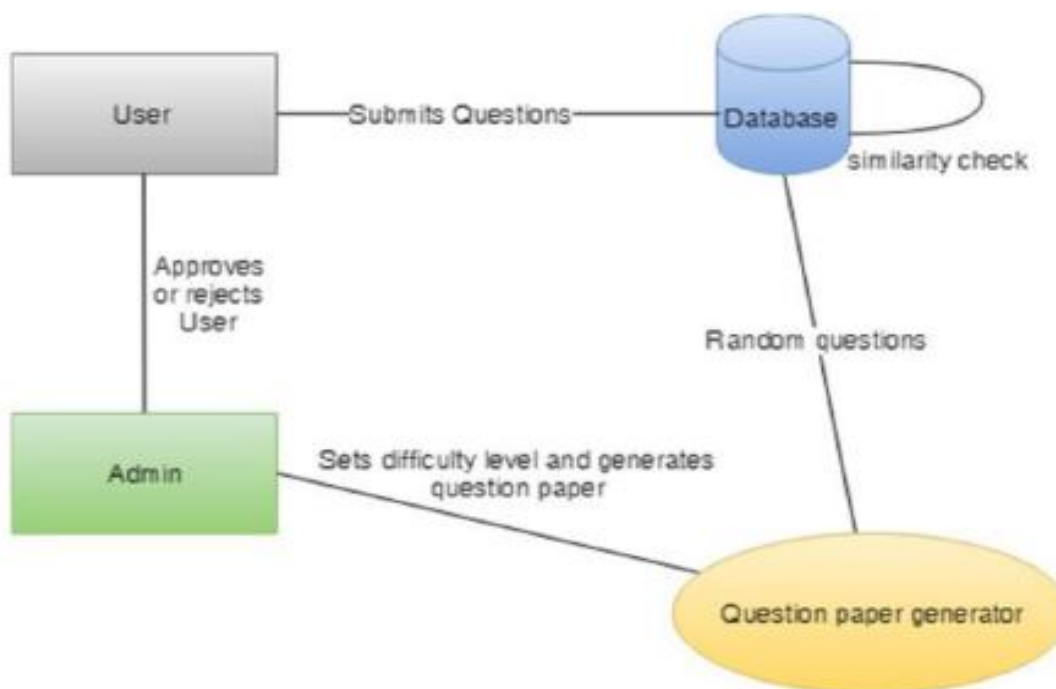 User
Submits Questions
Database
similarity check
Approves
or rejects
User
Random questions
Admin
Sets difficulty level and generates
question paper
Question paper generator